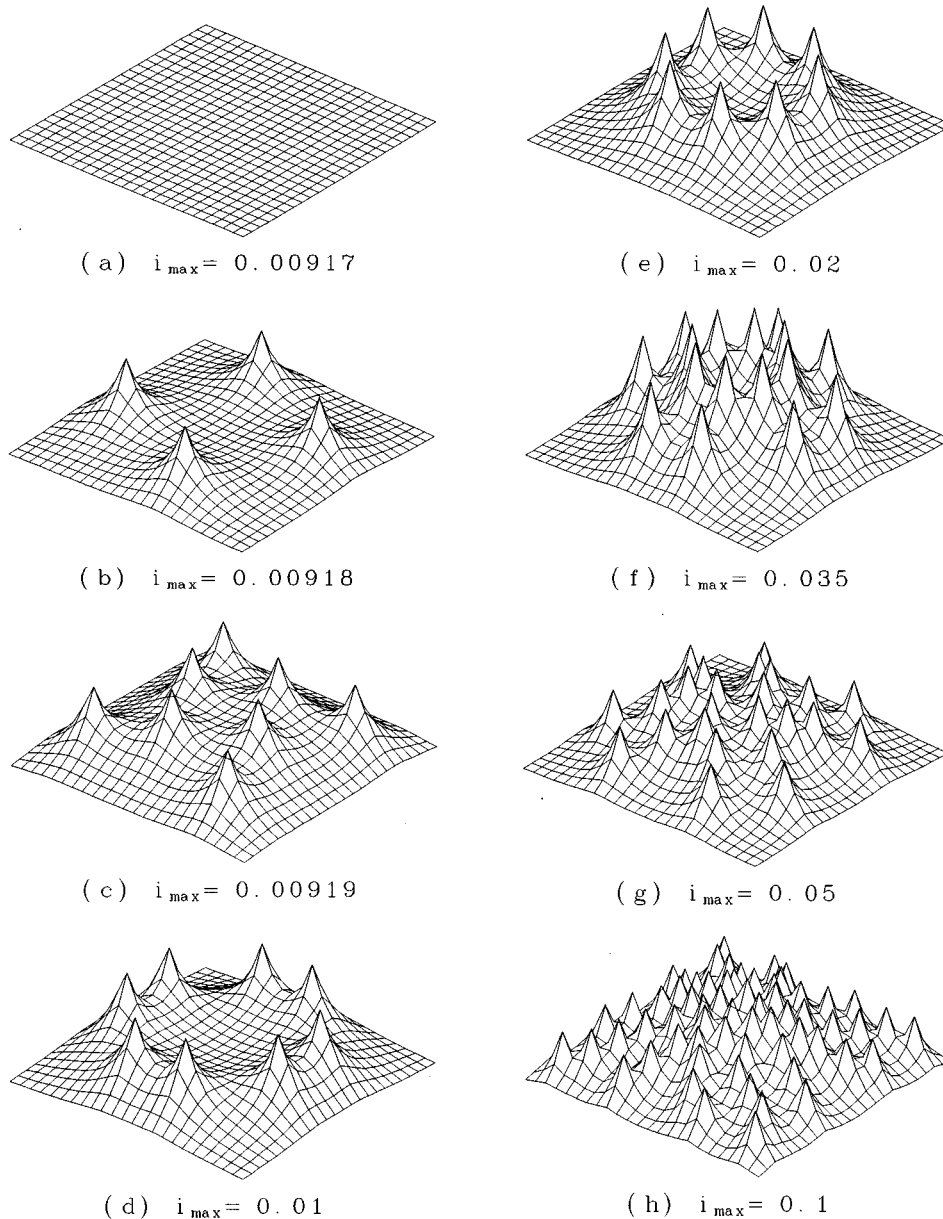 (a) i max = 0.00917
(b) i max = 0.00918
(c) i max = 0.00919
(d) i max = 0.01
(e) i max = 0.02
(f) i max = 0.035
(g) i max = 0.05
(h) i max = 0.1